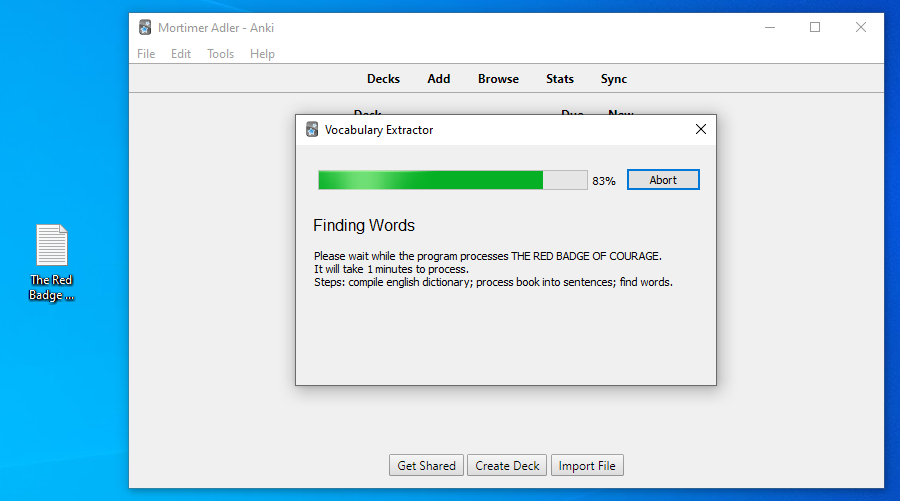 Mortimer Adler - Anki
File Edit Tools Help
Decks Add Browse Stats Sync
Deck Due New
Vocabulary Extractor
83% Abort
Finding Words
Please wait while the program processes THE RED BADGE OF COURAGE.
It will take 1 minutes to process.
Steps: compile english dictionary; process book into sentences; find words.
The Red
Badge ...
Get Shared Create Deck Import File